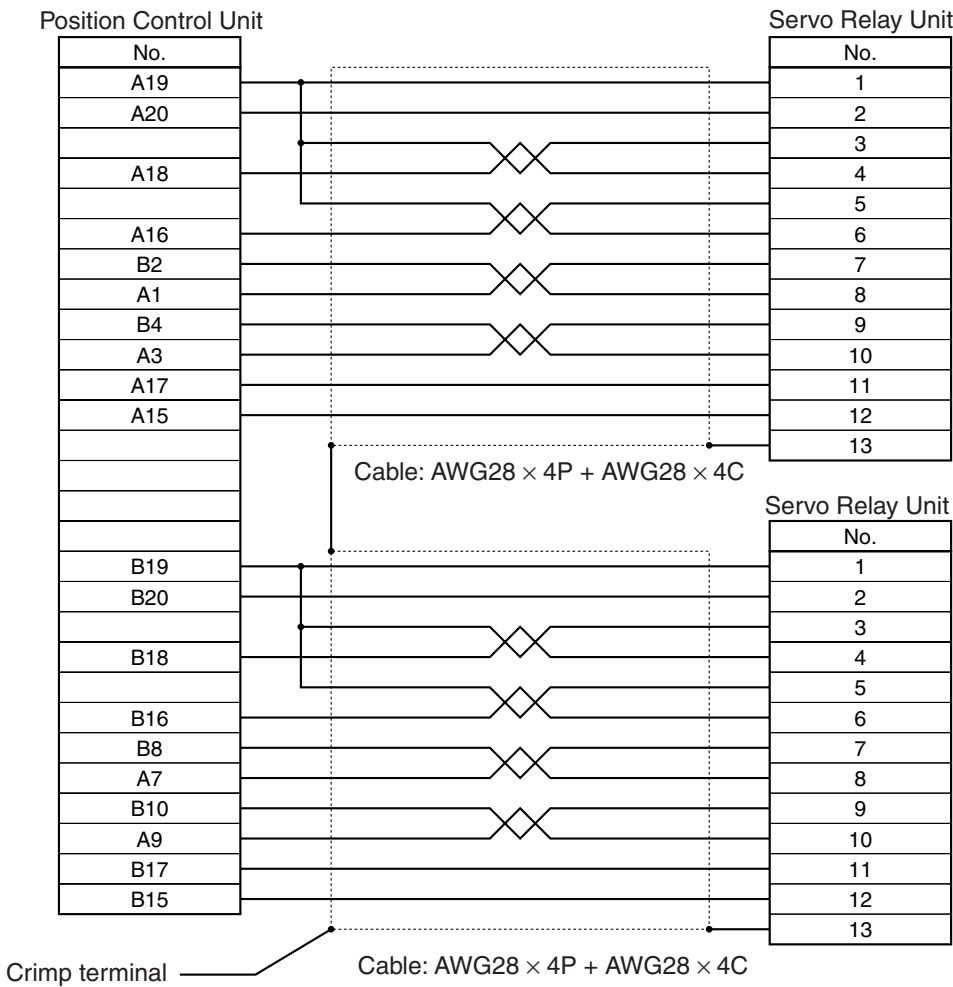 Position Control Unit
No.
A19
A20
A18
A16
B2
A1
B4
A3
A17
A15
B19
B20
B18
B16
B8
A7
B10
A9
B17
B15
Servo Relay Unit
No.
1
2
3
4
5
6
7
8
9
10
11
12
13
Cable: AWG28 × 4P + AWG28 × 4C
Servo Relay Unit
No.
1
2
3
4
5
6
7
8
9
10
11
12
13
Cable: AWG28 × 4P + AWG28 × 4C
Crimp terminal